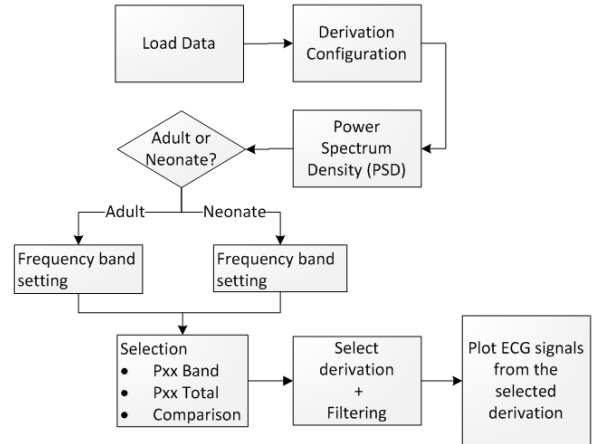 Load Data
Derivation
Configuration
Power
Spectrum
Density (PSD)
Adult or
Neonate?
Adult
Neonate
Frequency band
setting
Frequency band
setting
Selection
• Pxx Band
• Pxx Total
• Comparison
Select
derivation
+
Filtering
Plot ECG signals
from the
selected
derivation